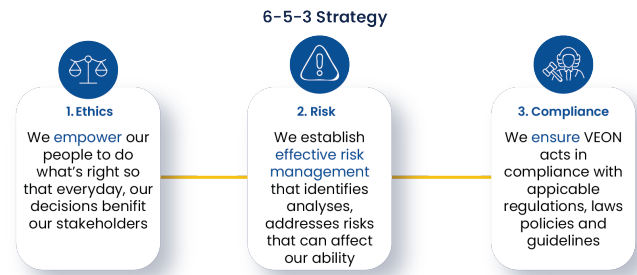 6-5-3 Strategy
1. Ethics
We empower our
people to do
what's right so
that everyday, our
decisions benifit
our stakeholders
2. Risk
We establish
effective risk
management
that identifies
analyses,
addresses risks
that can affect
our ability
3. Compliance
We ensure VEON
acts in
compliance with
appicable
regulations, laws
policies and
guidelines